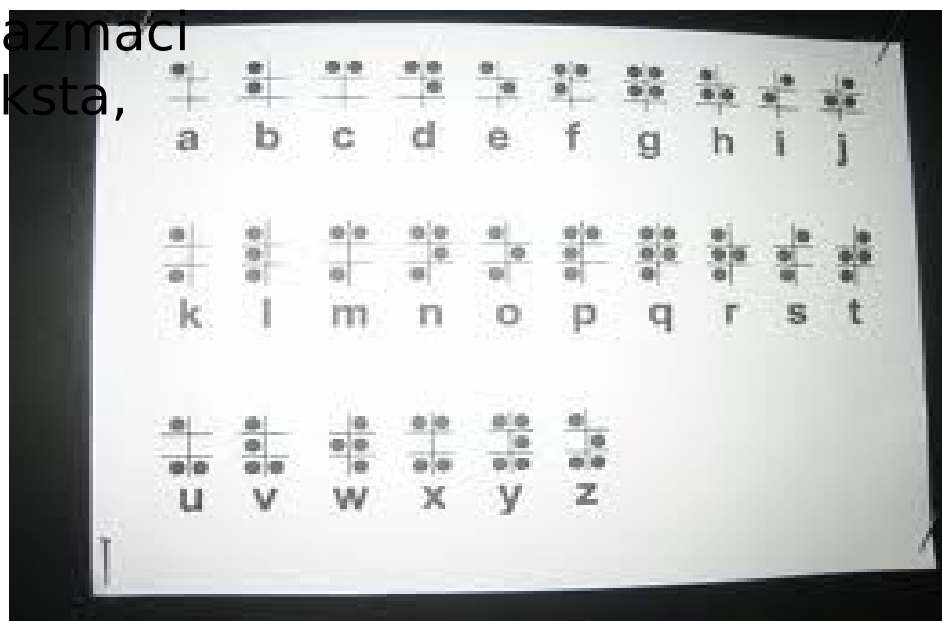 azmaci
ksta,
a b c d e f g h i j
k l m n o p q r s t
u v w x y z